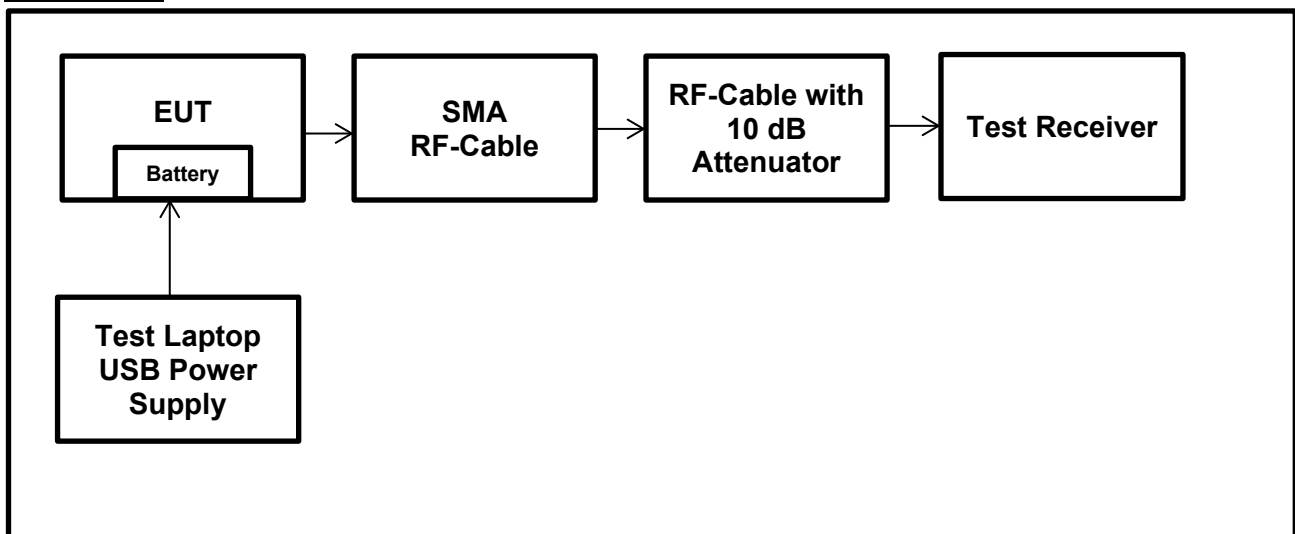 EUT
Battery
SMA
RF-Cable
RF-Cable with
10 dB
Attenuator
Test Receiver
Test Laptop
USB Power
Supply